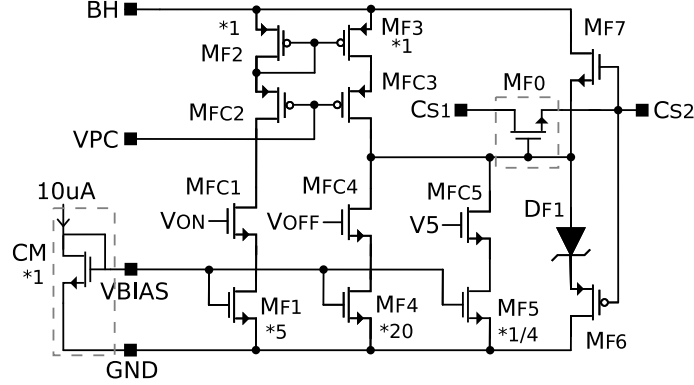 BH
*1
MF2
MF3
*1
MF7
MFC2
MFC3
MF0
CS1
CS2
VPC
10uA
MFC1
MFC4
MFC5
VON
VOFF
V5
DF1
CM
*1
VBIAS
MF1
*5
MF4
*20
MF5
*1/4
MF6
GND